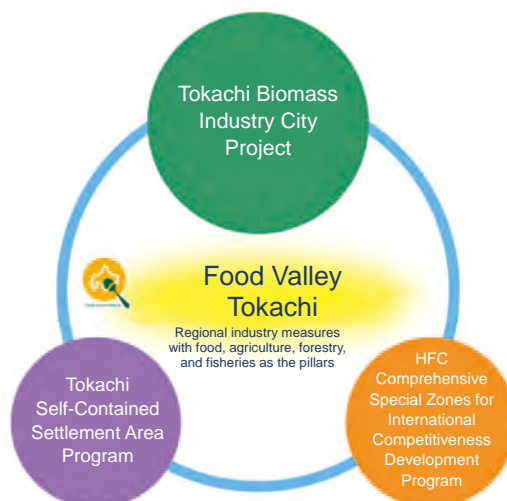 Tokachi Biomass
Industry City
Project
Food Valley
Tokachi
Regional industry measures
with food, agriculture, forestry,
and fisheries as the pillars
Tokachi
Self-Contained
Settlement Area
Program
HFC
Comprehensive
Special Zones for
International
Competitiveness
Development
Program